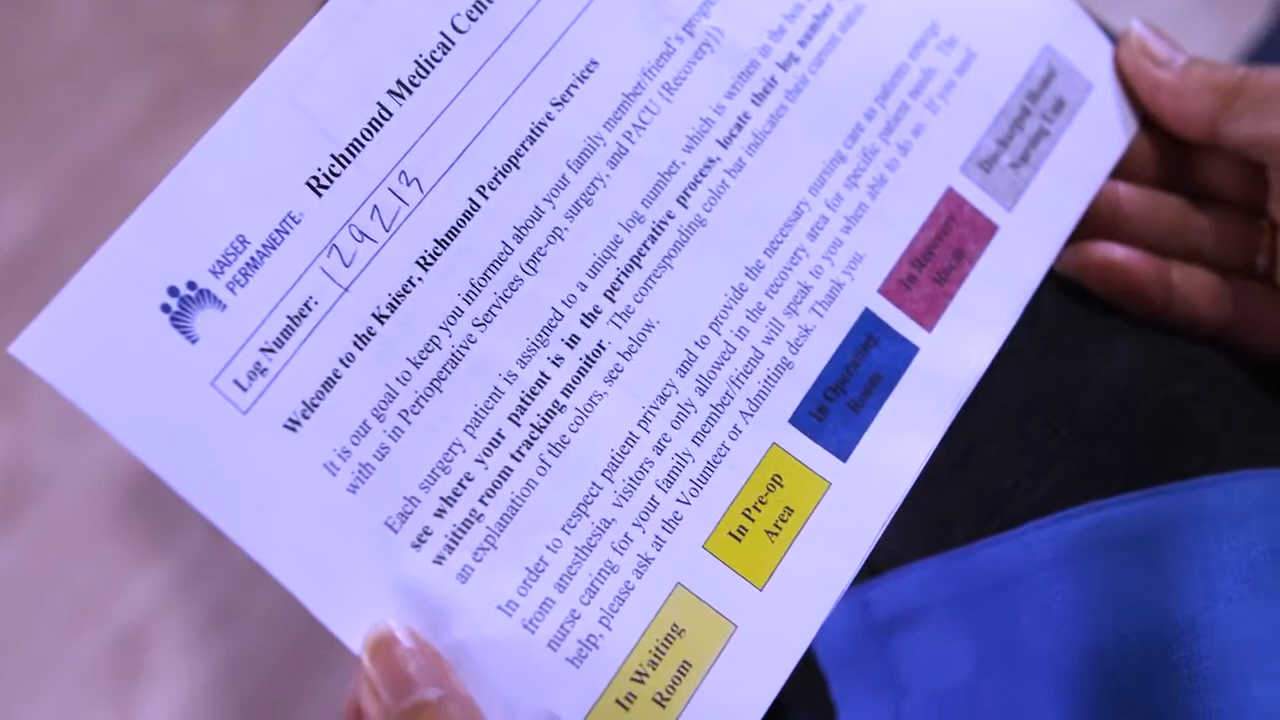 KAISER
PERMANENTE®
Richmond Medical Cen
Log Number: 129213
Welcome to the Kaiser, Richmond Perioperative Services
It is our goal to keep you informed about your family member/friend's progre
with us in Perioperative Services (pre-op, surgery, and PACU {Recovery})
Each surgery patient is assigned to a unique log number, which is written in the box
see where your patient is in the perioperative process, locate their log number
waiting room tracking monitor. The corresponding color bar indicates their current status.
an explanation of the colors, see below.
In order to respect patient privacy and to provide the necessary nursing care as patients emerge
from anesthesia, visitors are only allowed in the recovery area for specific patient needs. The
nurse caring for your family member/friend will speak to you when able to do so. If you need
help, please ask at the Volunteer or Admitting desk. Thank you.
In Waiting
Room
In Pre-op
Area
In Operating
Room
In Recovery
Room
Discharged Home/
Nursing Unit